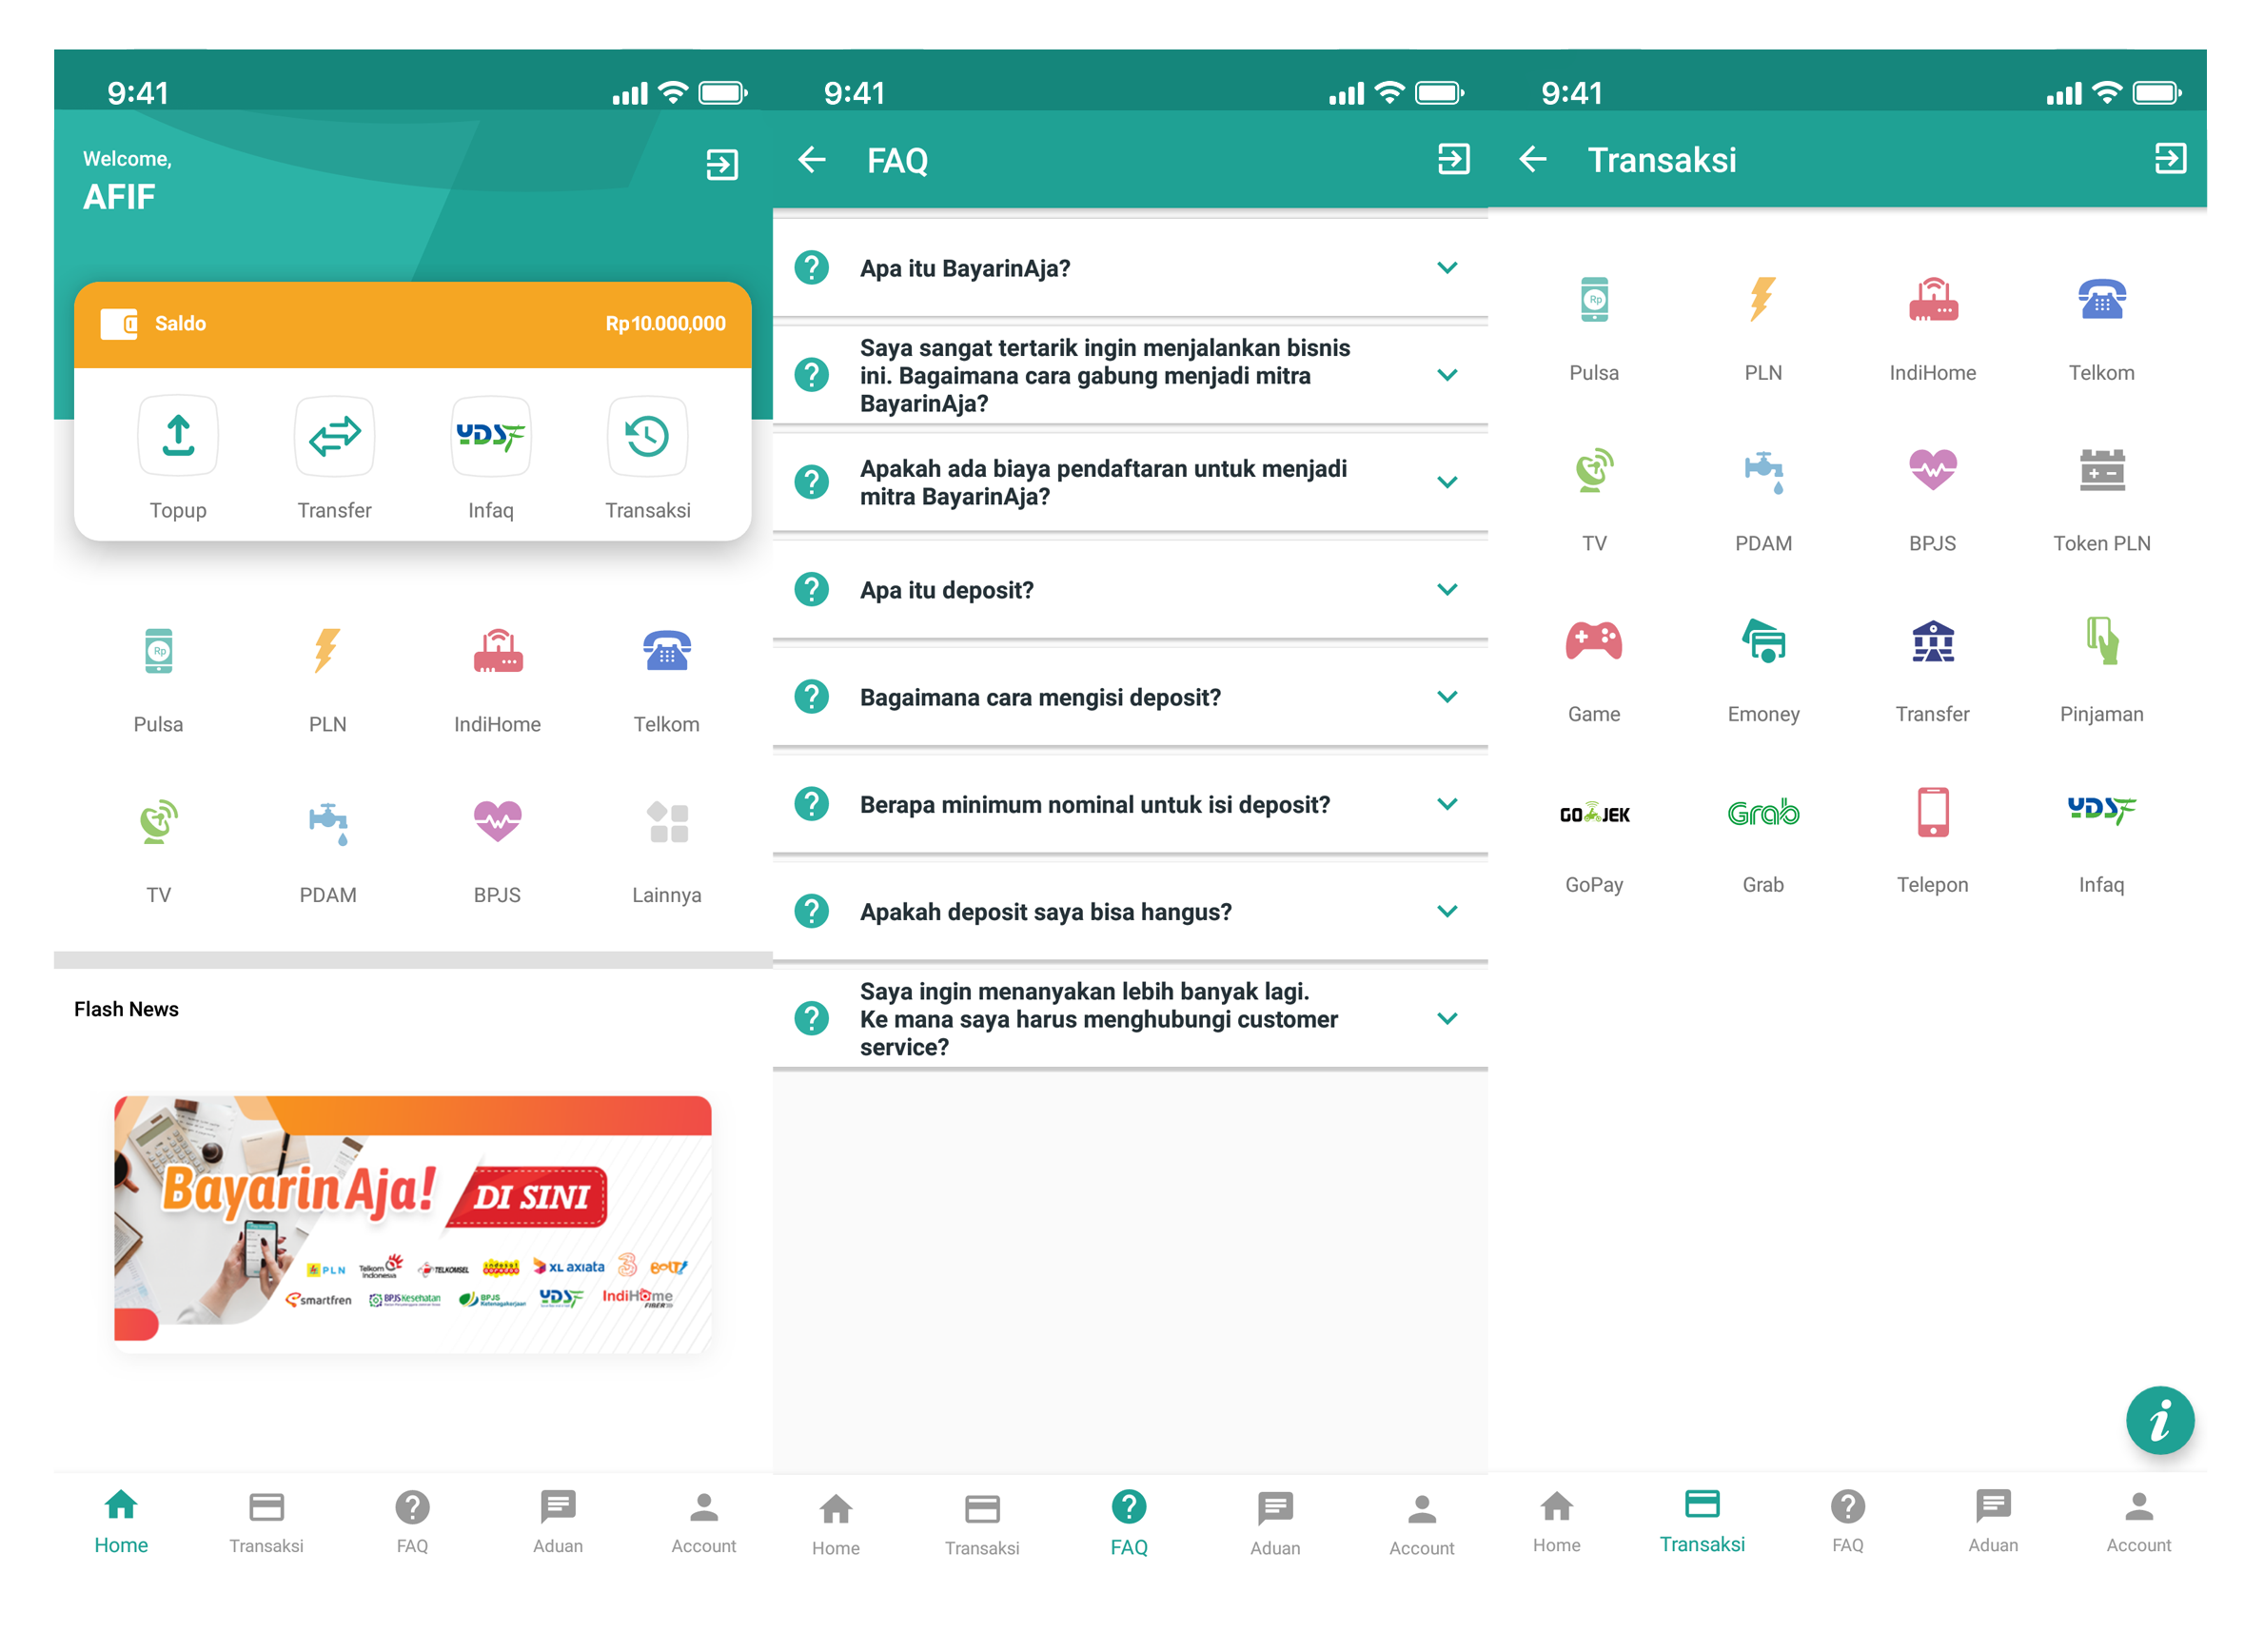 9:41
Welcome,
AFIF
Saldo
Rp10.000,000
YDSF
Topup
Transfer
Infaq
Transaksi
Rp
Pulsa
PLN
IndiHome
Telkom
TV
PDAM
BPJS
Lainnya
Flash News
BayarinAja!
DI SINI
PLN
Telkom
Indonesia
TELKOMSEL
indosat
ooredoo
XL axiata
3
BOLT!
smartfren
BPJS Kesehatan
BPJS
Ketenagakerjaan
YDSF
IndiHome
FIBER
Home
Transaksi
FAQ
Aduan
Account
9:41
FAQ
Apa itu BayarinAja?
Saya sangat tertarik ingin menjalankan bisnis
ini. Bagaimana cara gabung menjadi mitra
BayarinAja?
Apakah ada biaya pendaftaran untuk menjadi
mitra BayarinAja?
Apa itu deposit?
Bagaimana cara mengisi deposit?
Berapa minimum nominal untuk isi deposit?
Apakah deposit saya bisa hangus?
Saya ingin menanyakan lebih banyak lagi.
Ke mana saya harus menghubungi customer
service?
Home
Transaksi
FAQ
Aduan
Account
9:41
Transaksi
Rp
Pulsa
PLN
IndiHome
Telkom
TV
PDAM
BPJS
Token PLN
Game
Emoney
Transfer
Pinjaman
GO-JEK
Grab
YDSF
GoPay
Grab
Telepon
Infaq
i
Home
Transaksi
FAQ
Aduan
Account